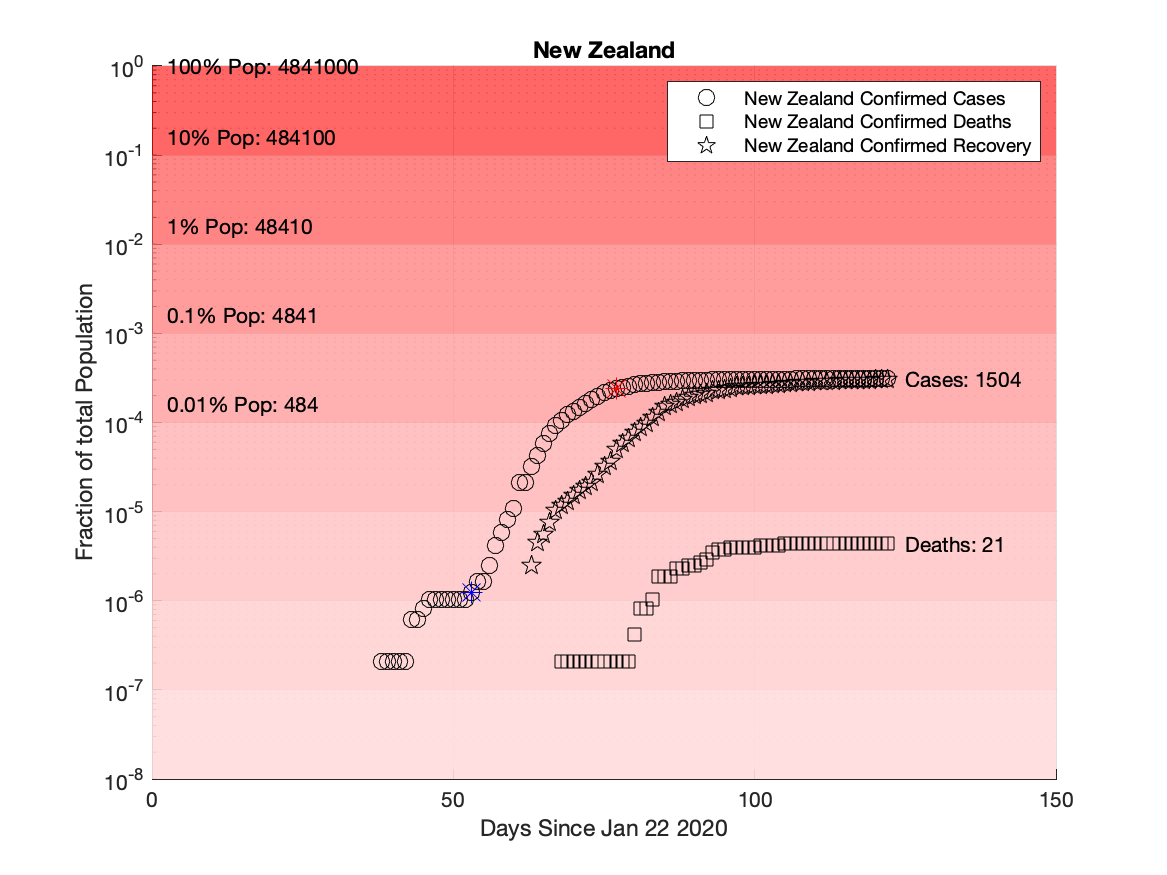 New Zealand
10^0
100% Pop: 4841000
New Zealand Confirmed Cases
New Zealand Confirmed Deaths
New Zealand Confirmed Recovery
10% Pop: 484100
10^-1
1% Pop: 48410
10^-2
0.1% Pop: 4841
10^-3
Cases: 1504
0.01% Pop: 484
10^-4
10^-5
Deaths: 21
10^-6
10^-7
10^-8
Fraction of total Population
0 50 100 150
Days Since Jan 22 2020